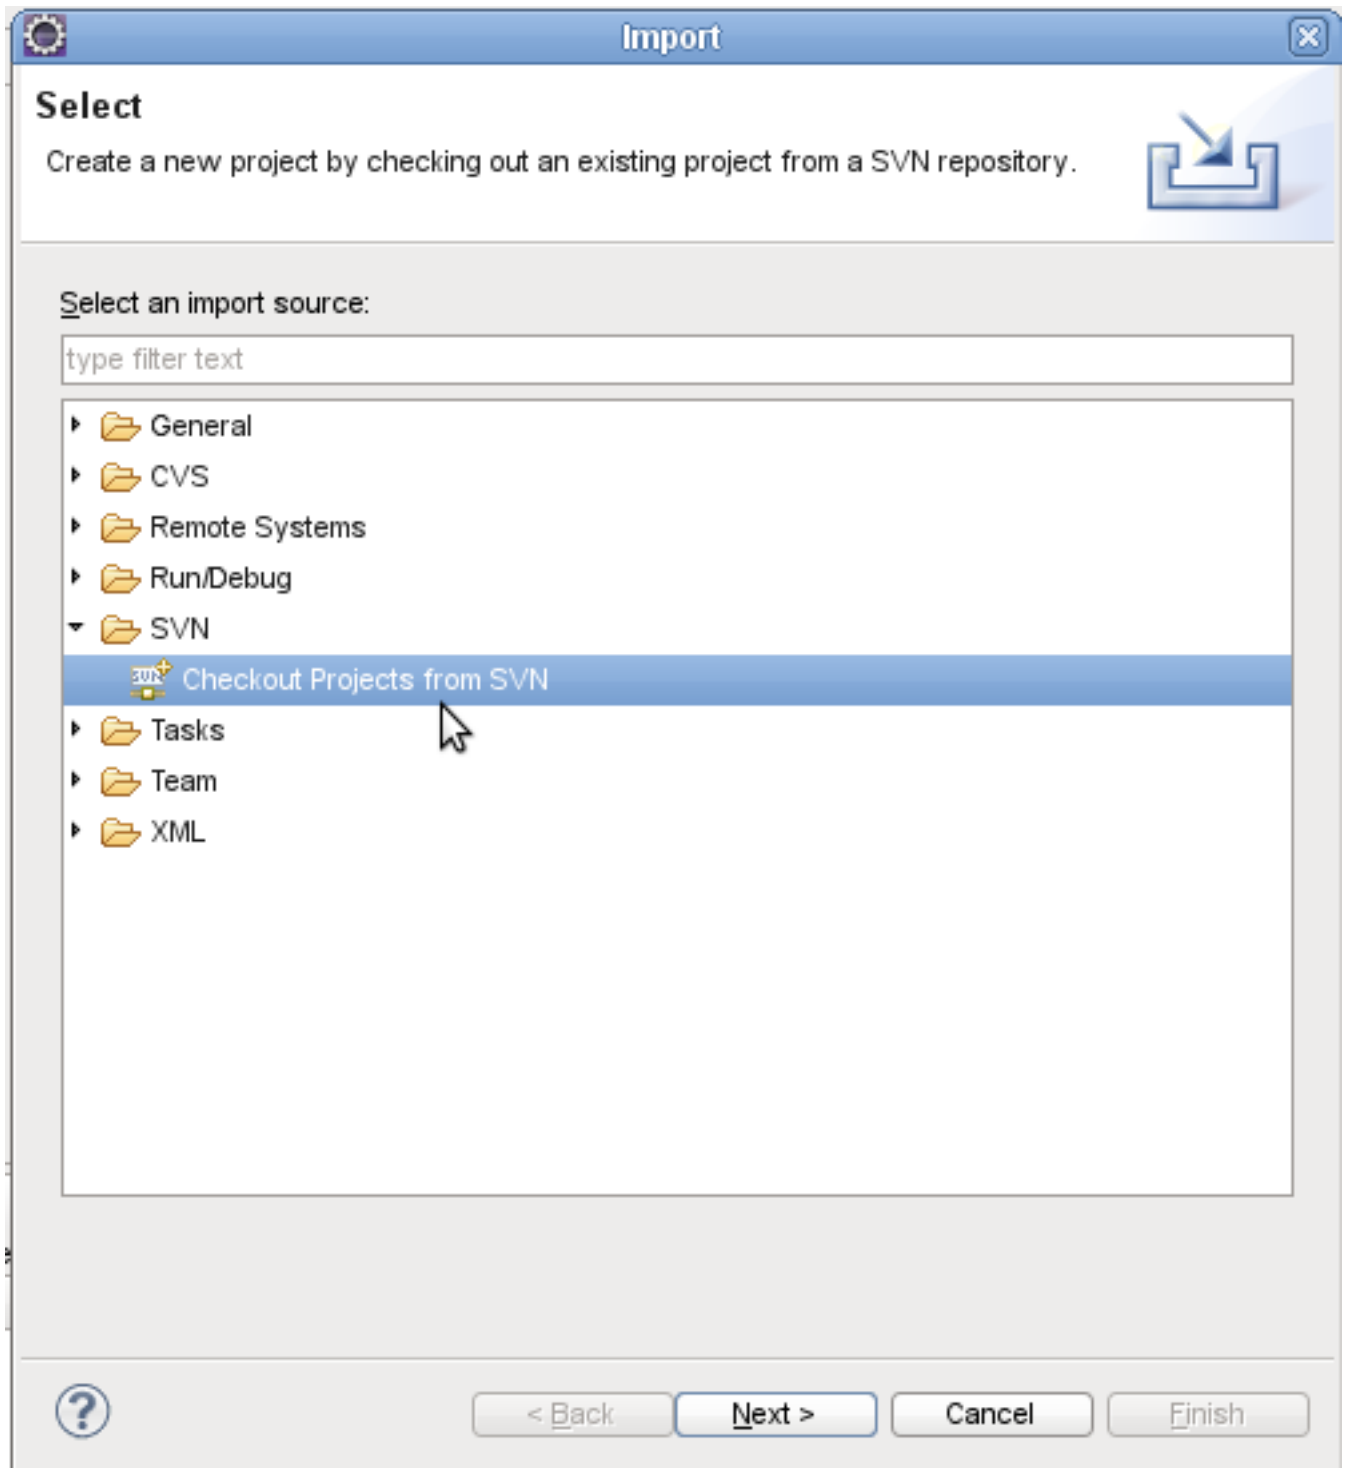 Import
Select
Create a new project by checking out an existing project from a SVN repository.
Select an import source:
type filter text
General
CVS
Remote Systems
Run/Debug
SVN
Checkout Projects from SVN
Tasks
Team
XML
< Back Next > Cancel Finish